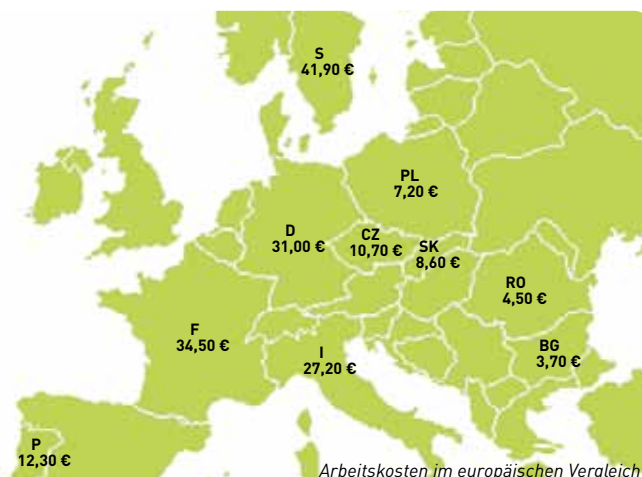 S
41,90 €
PL
7,20 €
D
31,00 €
CZ
10,70 €
SK
8,60 €
RO
4,50 €
F
34,50 €
I
27,20 €
BG
3,70 €
P
12,30 €
Arbeitskosten im europäischen Vergleich